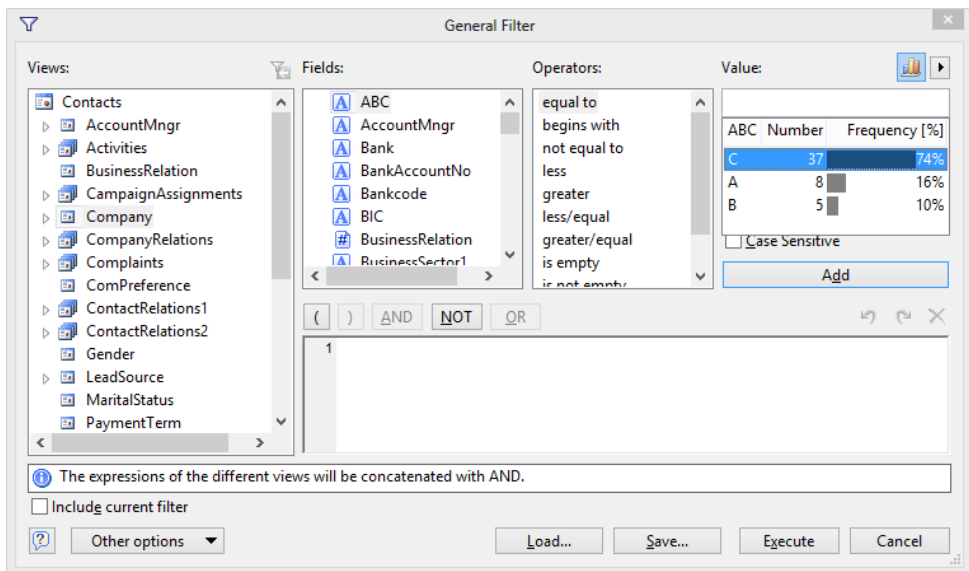 General Filter
Views:
Contacts
AccountMngr
Activities
BusinessRelation
CampaignAssignments
Company
CompanyRelations
Complaints
ComPreference
ContactRelations1
ContactRelations2
Gender
LeadSource
MaritalStatus
PaymentTerm
Fields:
A ABC
A AccountMngr
A Bank
A BankAccountNo
A Bankcode
A BIC
# BusinessRelation
A BusinessSector1
Operators:
equal to
begins with
not equal to
less
greater
less/equal
greater/equal
is empty
is not empty
Value:
ABC Number Frequency [%]
C 37 74%
A 8 16%
B 5 10%
Case Sensitive
Add
( ) AND NOT OR
1
The expressions of the different views will be concatenated with AND.
Include current filter
? Other options Load... Save... Execute Cancel